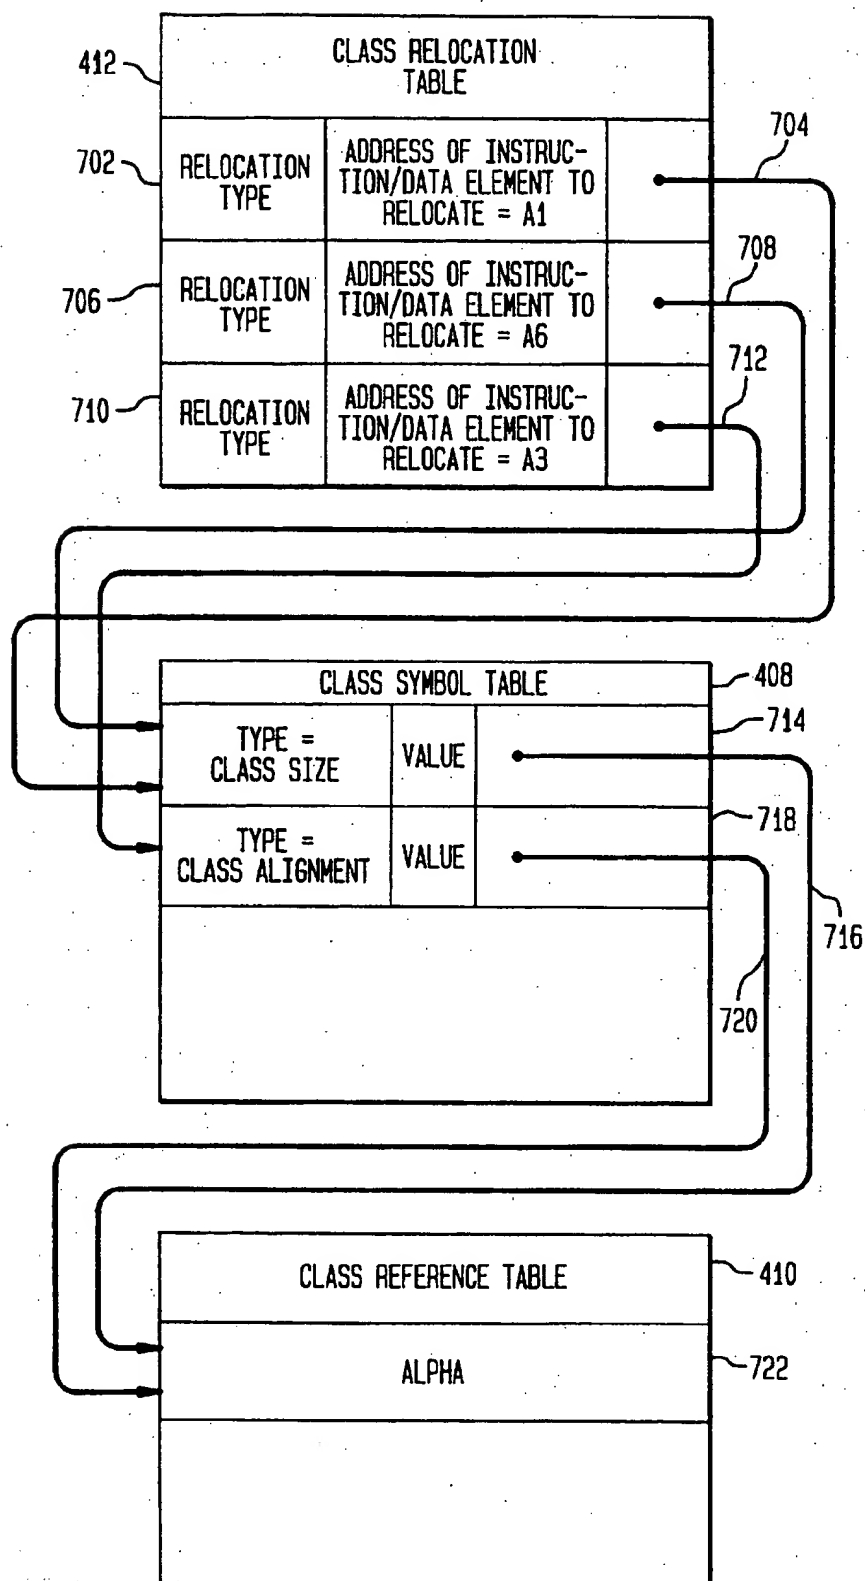 CLASS RELOCATION
TABLE
412
702
RELOCATION
TYPE
ADDRESS OF INSTRUC-
TION/DATA ELEMENT TO
RELOCATE = A1
704
706
RELOCATION
TYPE
ADDRESS OF INSTRUC-
TION/DATA ELEMENT TO
RELOCATE = A6
708
710
RELOCATION
TYPE
ADDRESS OF INSTRUC-
TION/DATA ELEMENT TO
RELOCATE = A3
712
CLASS SYMBOL TABLE
408
TYPE =
CLASS SIZE
VALUE
714
TYPE =
CLASS ALIGNMENT
VALUE
718
716
720
CLASS REFERENCE TABLE
410
ALPHA
722